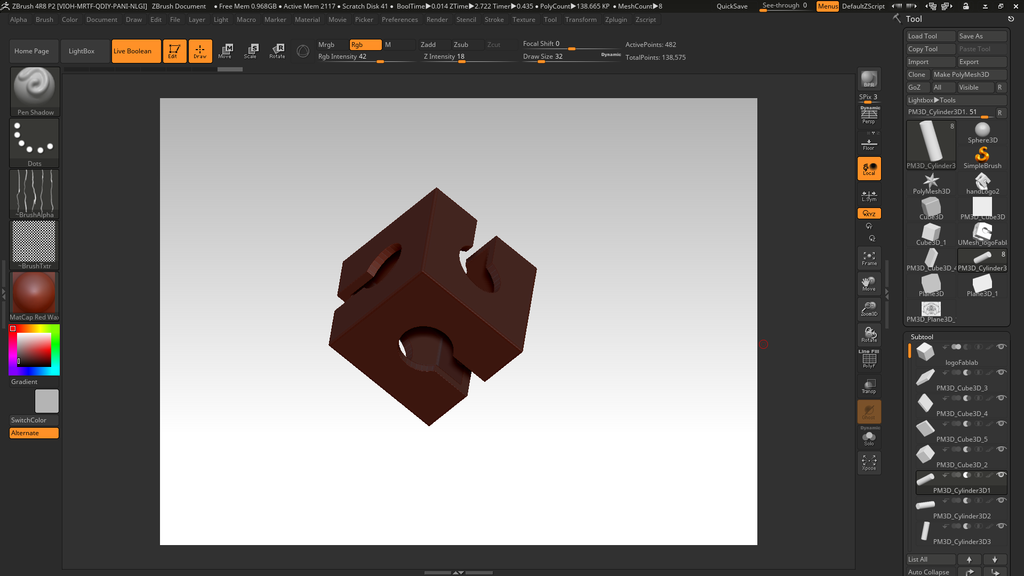 ZBrush 4R8 P2 [VIOH-MRTF-QDIY-PANI-NLGI] ZBrush Document • Free Mem 0.968GB • Active Mem 2117 • Scratch Disk 41 • BoolTime▶0.014 ZTime▶2.722 Timer▶0.435 • PolyCount▶138.665 KP • MeshCount▶8 QuickSave See-through 0 Menus DefaultZScript
Alpha Brush Color Document Draw Edit File Layer Light Macro Marker Material Movie Picker Preferences Render Stencil Stroke Texture Tool Transform Zplugin Zscript
Tool
Home Page LightBox Live Boolean Edit Draw Move Scale Rotate
Mrgb Rgb M Zadd Zsub Zcut
Rgb Intensity 42 Z Intensity 18
Focal Shift 0
Draw Size 32 Dynamic
ActivePoints: 482
TotalPoints: 138,575
Load Tool Save As
Copy Tool Paste Tool
Import Export
Clone Make PolyMesh3D
GoZ All Visible R
Lightbox▶Tools
PM3D_Cylinder3D1. 51 R
Pen Shadow
Dots
~BrushAlpha
~BrushTxtr
MatCap Red Wa
Gradient
SwitchColor
Alternate
BPR
SPix 3
Dynamic
Persp
Floor
Local
L.Sym
XYZ
Frame
Move
Zoom3D
Rotate
Line Fill
PolyF
Transp
Dynamic
Solo
Xpose
8
PM3D_Cylinder3
Sphere3D
SimpleBrush
PolyMesh3D
handLogo2
Cube3D
PM3D_Cube3D
Cube3D_1
UMesh_logoFabl
PM3D_Cube3D_
8
PM3D_Cylinder3
Plane3D
Plane3D_1
PM3D_Plane3D_
Subtool
logoFablab
PM3D_Cube3D_3
PM3D_Cube3D_4
PM3D_Cube3D_5
PM3D_Cube3D_2
PM3D_Cylinder3D1
PM3D_Cylinder3D2
PM3D_Cylinder3D3
List All
Auto Collapse